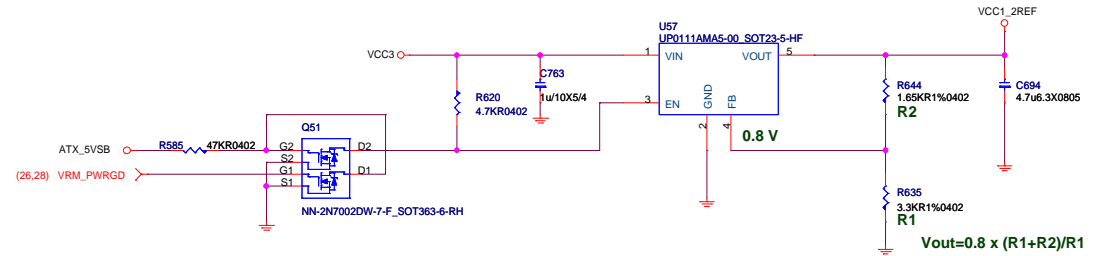 VCC1_2REF
U57
UP0111AMA5-00_SOT23-5-HF
VCC3
1
VIN
VOUT
5
C763
1u/10X5/4
R620
4.7KR0402
3
EN
GND
FB
2
4
0.8 V
R644
1.65KR1%0402
R2
C694
4.7u6.3X0805
Q51
ATX_5VSB
R585
47KR0402
G2
S2
G1
S1
D2
D1
(26,28) VRM_PWRGD
NN-2N7002DW-7-F_SOT363-6-RH
R635
3.3KR1%0402
R1
Vout=0.8 x (R1+R2)/R1